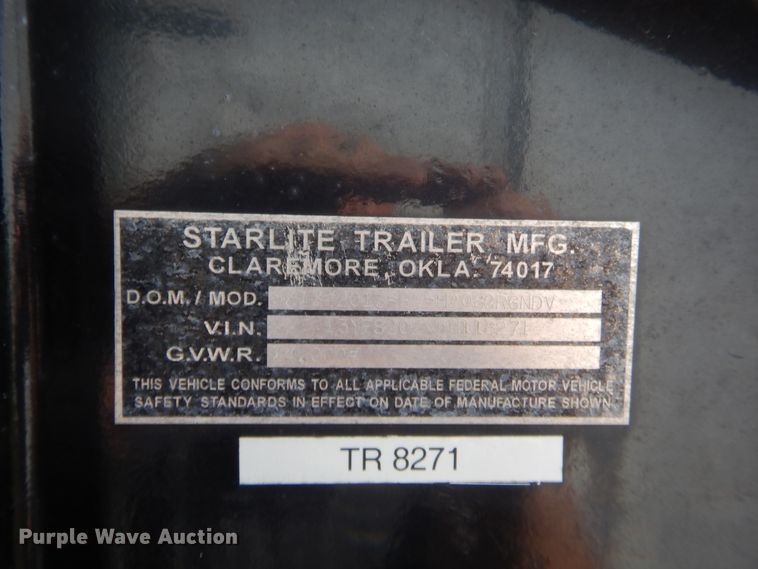 STARLITE TRAILER MFG.
CLAREMORE, OKLA. 74017
D.O.M. / MOD.
V.I.N.
G.V.W.R.
THIS VEHICLE CONFORMS TO ALL APPLICABLE FEDERAL MOTOR VEHICLE
SAFETY STANDARDS IN EFFECT ON DATE OF MANUFACTURE SHOWN
TR 8271
Purple Wave Auction